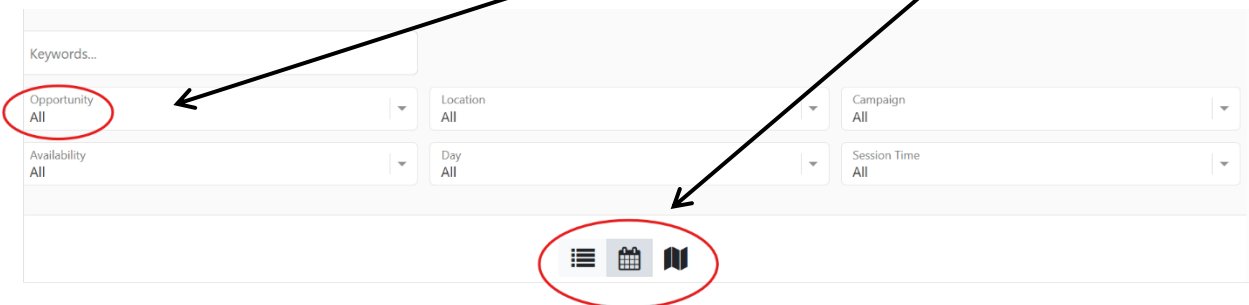 Keywords...
Opportunity
All
Location
All
Campaign
All
Availability
All
Day
All
Session Time
All